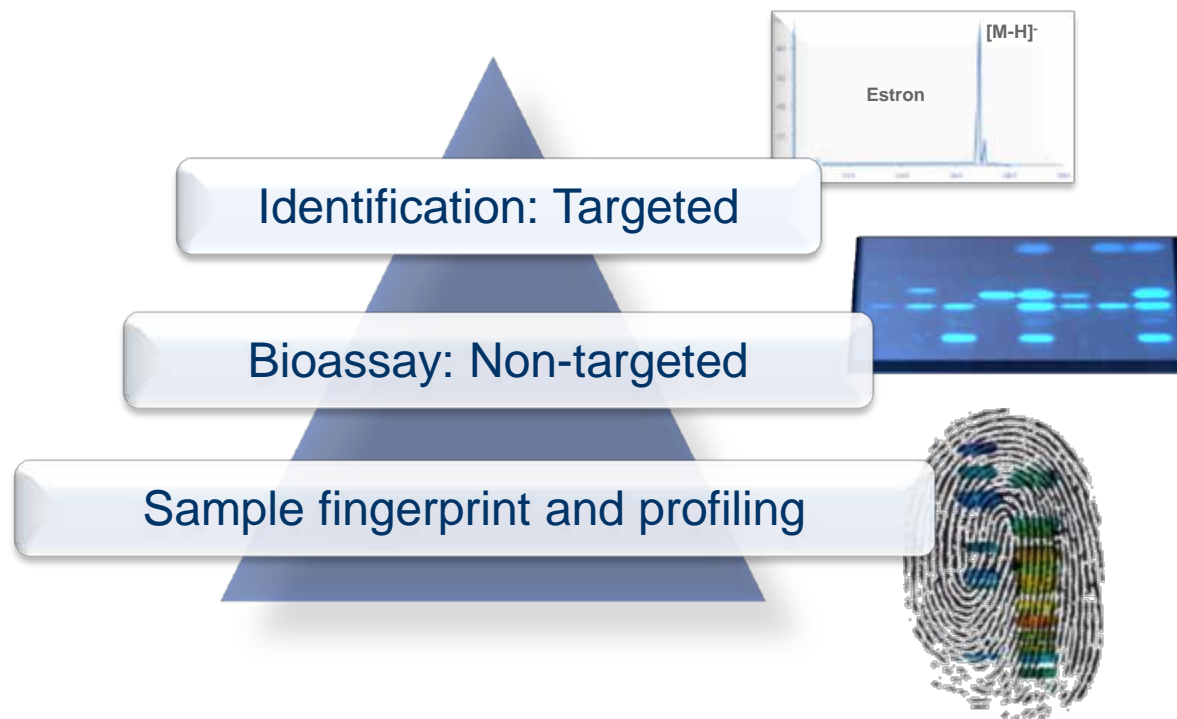 [M-H]-
Estron
Identification: Targeted
Bioassay: Non-targeted
Sample fingerprint and profiling